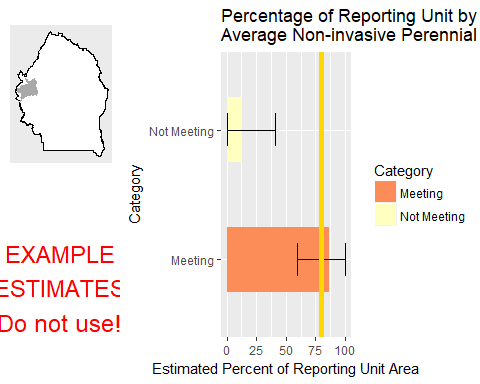 Percentage of Reporting Unit by
Average Non-invasive Perennial
Category
Not Meeting
Meeting
0 25 50 75 100
Estimated Percent of Reporting Unit Area
Category
Meeting
Not Meeting
EXAMPLE
ESTIMATES
Do not use!